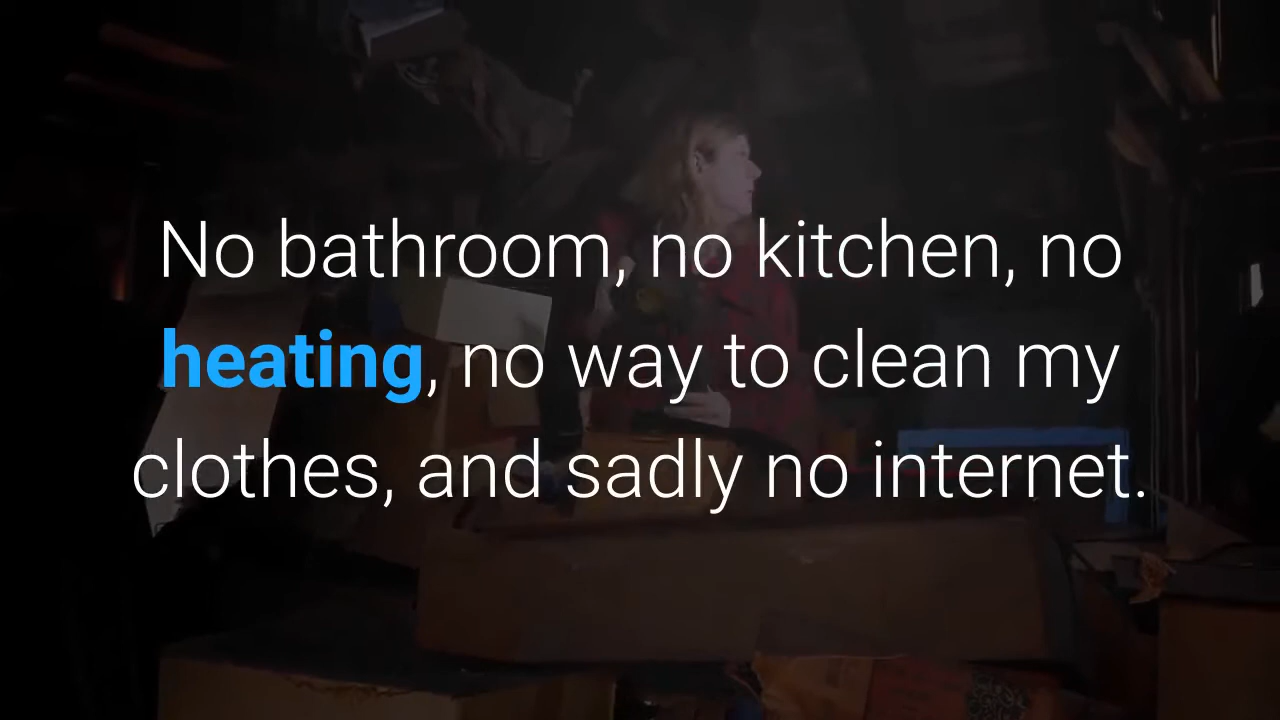 No bathroom, no kitchen, no
heating, no way to clean my
clothes, and sadly no internet.